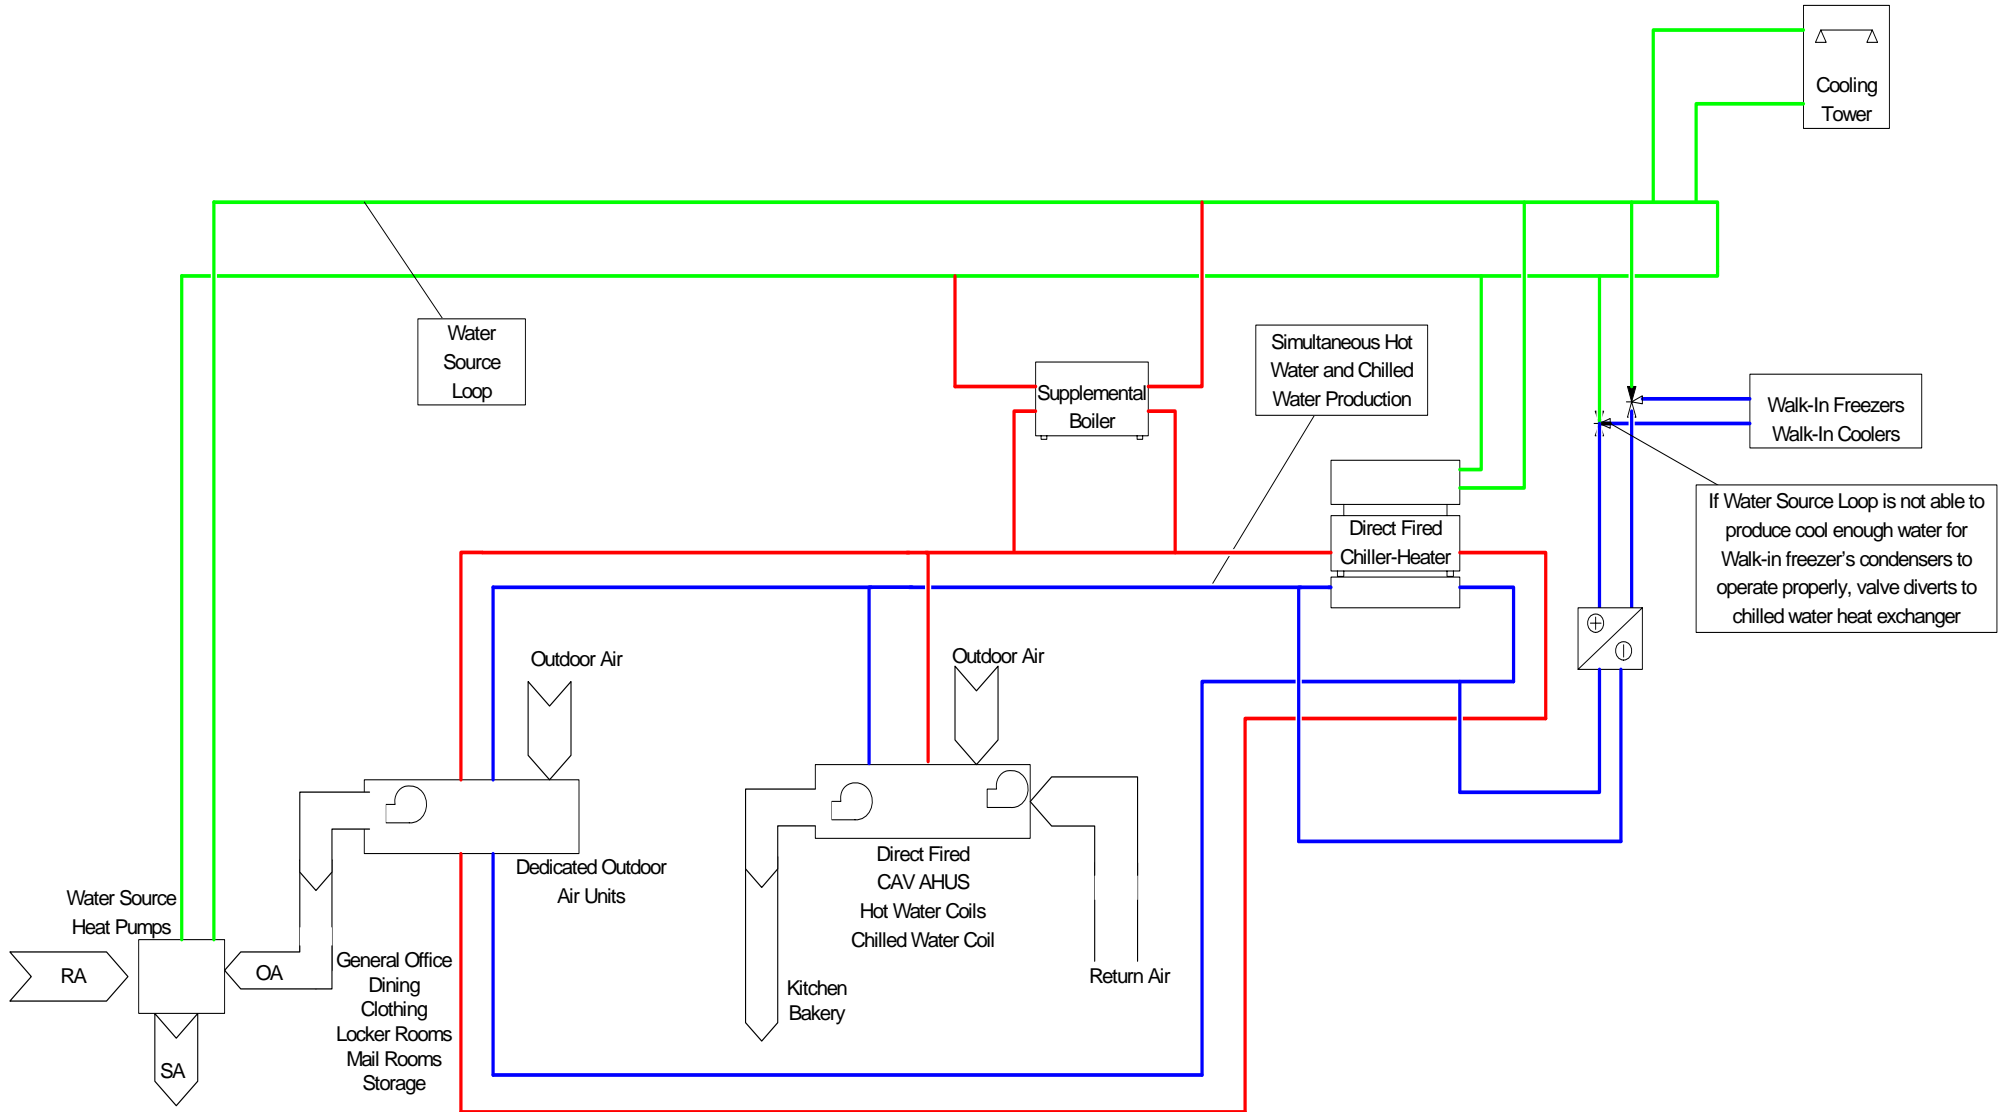 Cooling
Tower
Water
Source
Loop
Simultaneous Hot
Water and Chilled
Water Production
Supplemental
Boiler
Walk-In Freezers
Walk-In Coolers
Direct Fired
Chiller-Heater
If Water Source Loop is not able to
produce cool enough water for
Walk-in freezer's condensers to
operate properly, valve diverts to
chilled water heat exchanger
Outdoor Air
Outdoor Air
Dedicated Outdoor
Air Units
Direct Fired
CAV AHUS
Hot Water Coils
Chilled Water Coil
Water Source
Heat Pumps
RA
OA
SA
General Office
Dining
Clothing
Locker Rooms
Mail Rooms
Storage
Kitchen
Bakery
Return Air